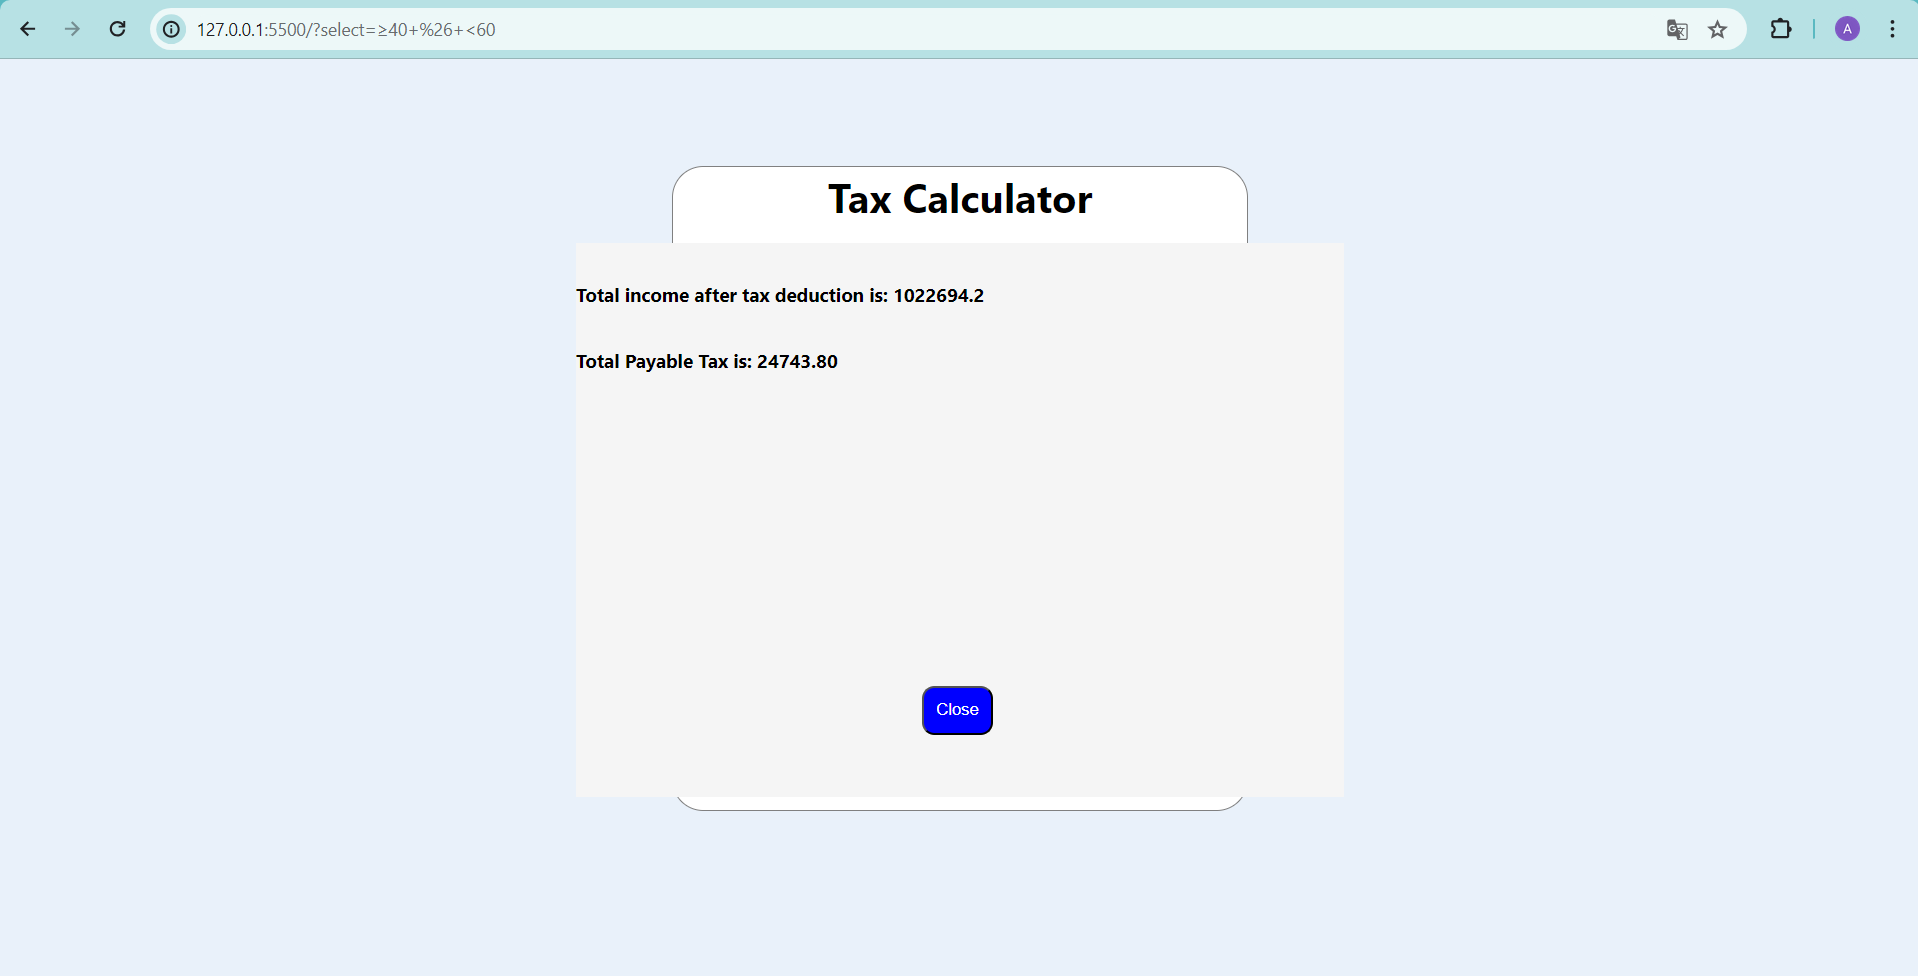 127.0.0.1:5500/?select=≥40+%26+<60
A
Tax Calculator
Total income after tax deduction is: 1022694.2
Total Payable Tax is: 24743.80
Close